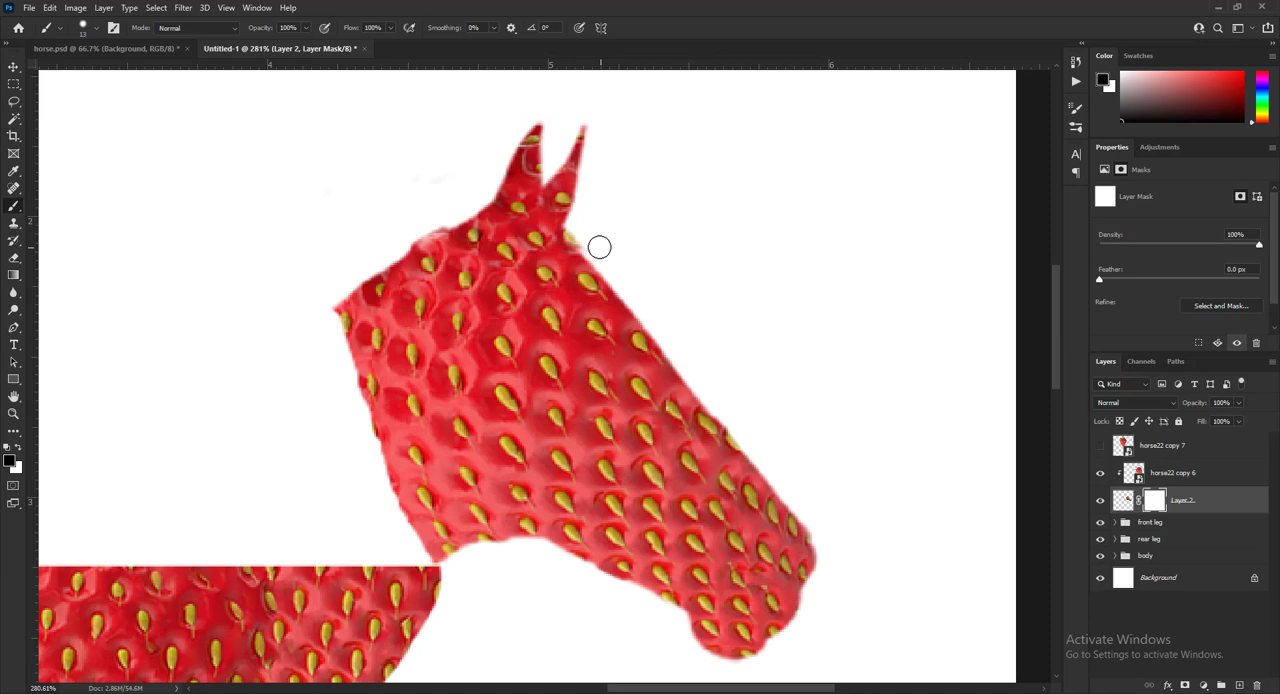 Ps File Edit Image Layer Type Select Filter 3D View Window Help
13 Mode: Normal Opacity: 100% Flow: 100% Smoothing: 0% 0°
horse.psd @ 66.7% (Background, RGB/8) * × Untitled-1 @ 281% (Layer 2, Layer Mask/8) * ×
4 5 6
2
3
Color Swatches
Properties Adjustments
Masks
Layer Mask
Density: 100%
Feather: 0.0 px
Refine: Select and Mask...
Layers Channels Paths
Kind
Normal Opacity: 100%
Lock: Fill: 100%
horse22 copy 7
horse22 copy 6
Layer 2
front leg
rear leg
body
Background
Activate Windows
Go to Settings to activate Windows.
280.61% Doc: 2.86M/54.6M